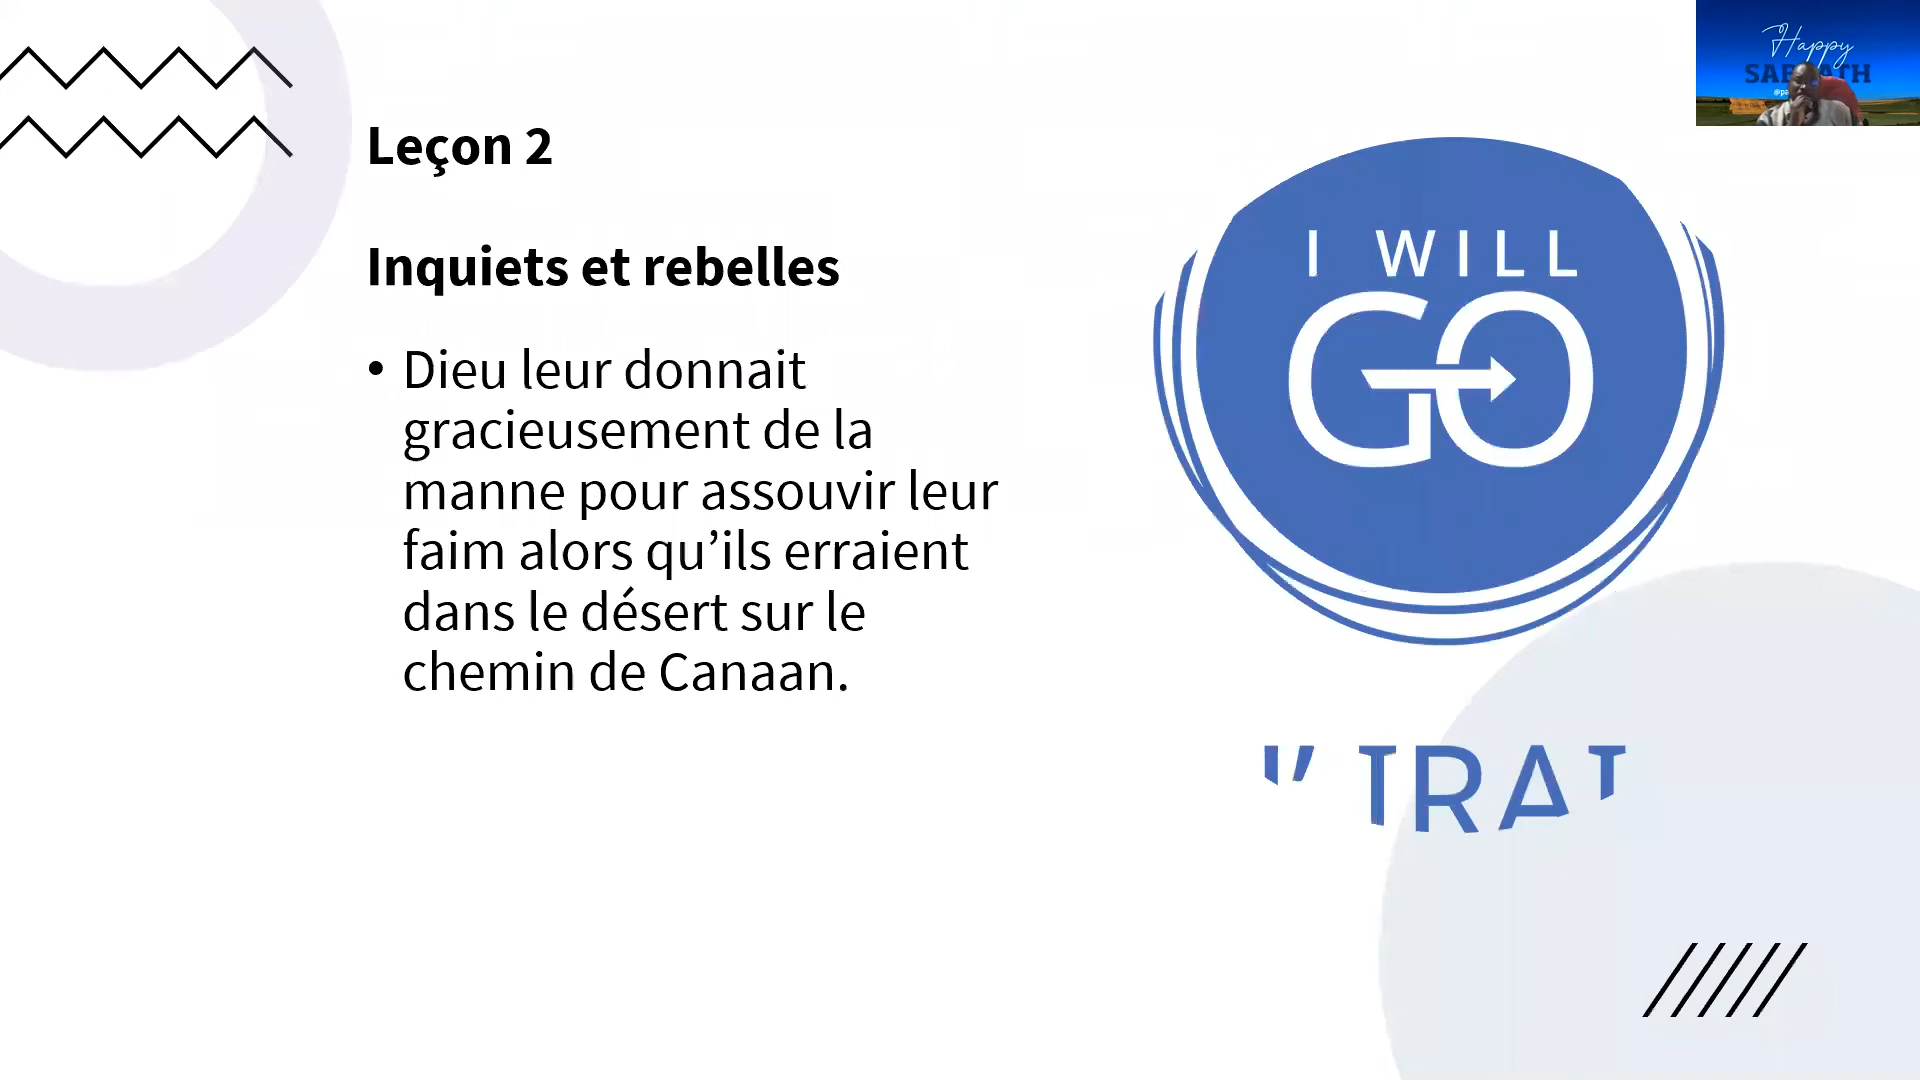 Happy
Leçon 2
Inquiets et rebelles
• Dieu leur donnait
gracieusement de la
manne pour assouvir leur
faim alors qu’ils erraient
dans le désert sur le
chemin de Canaan.
I WILL
GO